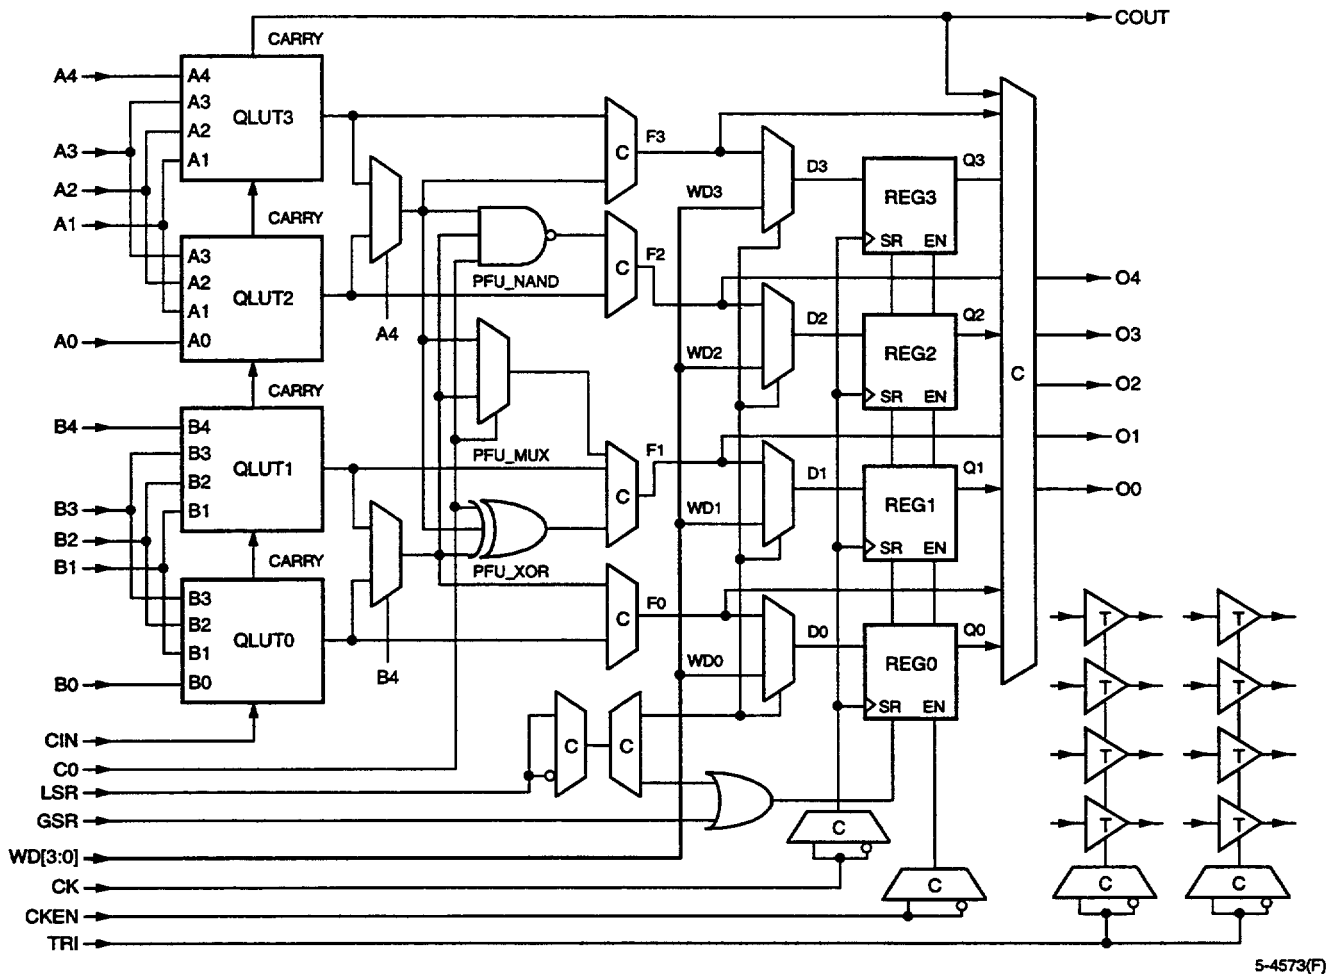 COUT
CARRY
A4
A4
A3
QLUT3
A2
A3
A1
A2
A1
CARRY
A3
A2
QLUT2
A1
A0
A0
CARRY
B4
B4
B3
QLUT1
B2
B3
B1
B2
B1
CARRY
B3
B2
QLUT0
B1
B0
B0
CIN
C0
LSR
GSR
WD[3:0]
CK
CKEN
TRI
A4
B4
PFU_NAND
PFU_MUX
PFU_XOR
C
F3
C
F2
C
F1
C
F0
WD3
WD2
WD1
WD0
D3
D2
D1
D0
REG3
SR EN
REG2
SR EN
REG1
SR EN
REG0
SR EN
Q3
Q2
Q1
Q0
C
O4
O3
O2
O1
O0
C
C
C
C
T
T
T
T
C
T
T
T
T
C
5-4573(F)